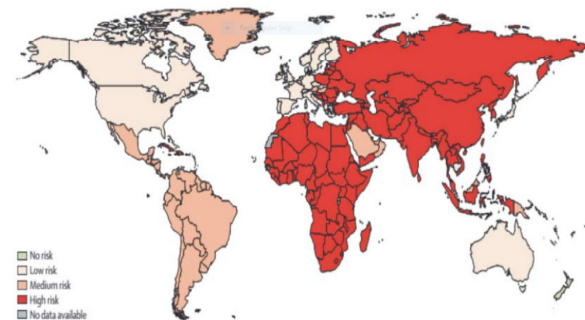 No risk
Low risk
Medium risk
High risk
No data available